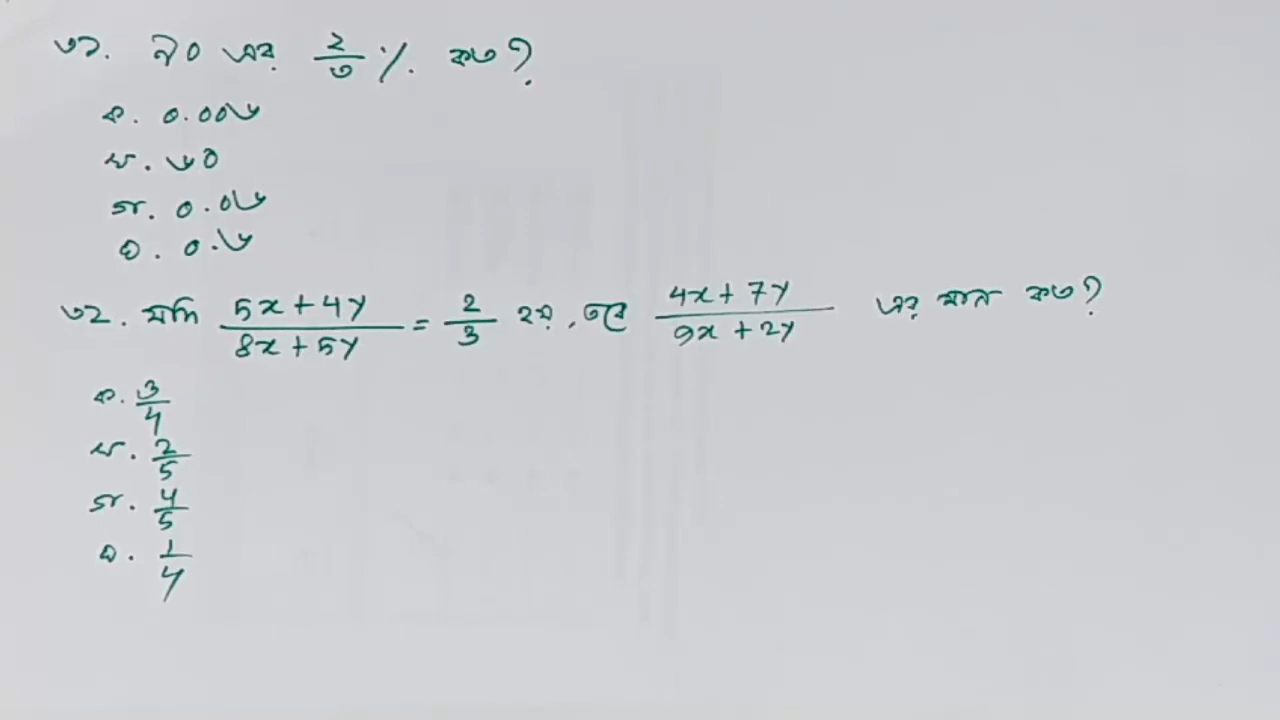 ৩১. ৯০ এর ২/৩ % কত?
ক. ০.০০৬
খ. ৬০
গ. ০.০৬
ঘ. ০.৬
৩২. যদি 5x+4y/8x+5y = 2/3 হয়, তবে 4x+7y/9x+2y এর মান কত?
ক. 3/4
খ. 2/5
গ. 4/5
ঘ. 1/4